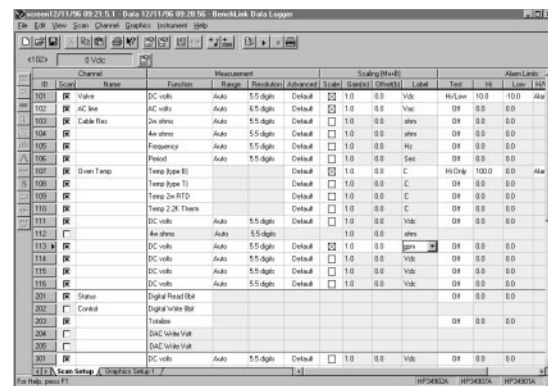 screen12/11/96 09:21:5.1 - Data 12/11/96 09:20:56 - BenchLink Data Logger
File Edit View Scan Channel Graphics Instrument Help
<102> 0 Vdc
Channel Measurement Scaling (Mx+B) Alarm Limits
ID Scan Name Function Range Resolution Advanced Scale Gain(m) Offset(b) Label Test Hi Low
101 Valve DC volts Auto 5.5 digits Default 1.0 0.0 Vdc Hi/Low 10.0 -10.0
102 AC line AC volts Auto 6.5 digits Default 1.0 0.0 Vac Off 0.0 0.0
103 Cable Res 2w ohms Auto 5.5 digits Default 1.0 0.0 ohm Off 0.0 0.0
104 4w ohms Auto 5.5 digits Default 1.0 0.0 ohm Off 0.0 0.0
105 Frequency Auto 5.5 digits Default 1.0 0.0 Hz Off 0.0 0.0
106 Period Auto 5.5 digits Default 1.0 0.0 Sec Off 0.0 0.0
107 Oven Temp Temp (type B) Default 1.0 0.0 C Hi Only 100.0 0.0
108 Temp (type T) Default 1.0 0.0 C Off 0.0 0.0
109 Temp 2w RTD Default 1.0 0.0 C Off 0.0 0.0
110 Temp 2.2K Therm Default 1.0 0.0 C Off 0.0 0.0
111 DC volts Auto 5.5 digits Default 1.0 0.0 Vdc Off 0.0 0.0
112 4w ohms Auto 5.5 digits 1.0 0.0 ohm
113 DC volts Auto 5.5 digits Default 1.0 0.0 gpm Off 0.0 0.0
114 DC volts Auto 5.5 digits Default 1.0 0.0 Vdc Off 0.0 0.0
115 DC volts Auto 5.5 digits Default 1.0 0.0 Vdc Off 0.0 0.0
116 DC volts Auto 5.5 digits Default 1.0 0.0 Vdc Off 0.0 0.0
201 Status Digital Read 8bit Off 0.0 0.0
202 Control Digital Write 8bit
203 Totalize Off 0.0 0.0
204 DAC Write Volt
205 DAC Write Volt
301 DC volts Auto 5.5 digits Default 1.0 0.0 Vdc Off 0.0 0.0
Scan Setup Graphics Setup 1
For Help, press F1 HP34902A HP34907A HP34901A